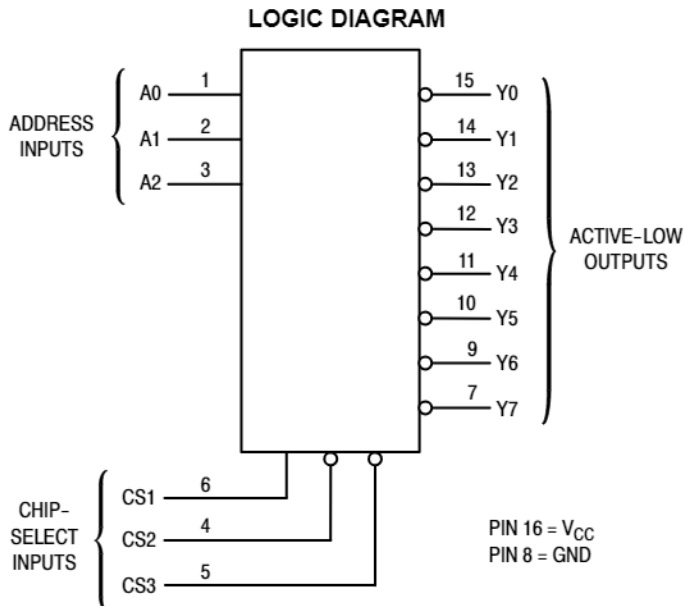 LOGIC DIAGRAM
ADDRESS
INPUTS
A0 1
A1 2
A2 3
15 Y0
14 Y1
13 Y2
12 Y3
11 Y4
10 Y5
9 Y6
7 Y7
ACTIVE-LOW
OUTPUTS
CHIP-
SELECT
INPUTS
CS1 6
CS2 4
CS3 5
PIN 16 = VCC
PIN 8 = GND